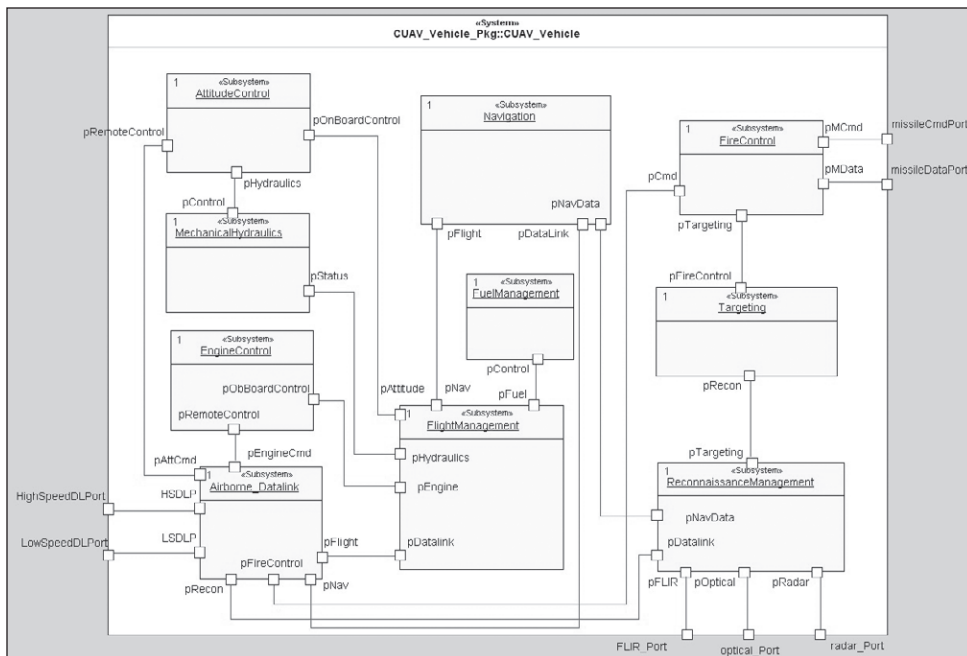 «System»
CUAV_Vehicle_Pkg::CUAV_Vehicle
1 «Subsystem»
AttitudeControl
pRemoteControl
pOnBoardControl
pHydraulics
pControl
1 «Subsystem»
MechanicalHydraulics
pStatus
1 «Subsystem»
EngineControl
pObBoardControl
pRemoteControl
pEngineCmd
pAttCmd
1 «Subsystem»
Airborne_Datalink
HighSpeedDLPort
HSDLP
LowSpeedDLPort
LSDLP
pFlight
pFireControl
pRecon
pNav
1 «Subsystem»
Navigation
pNavData
pFlight
pDataLink
1 «Subsystem»
FuelManagement
pControl
pAttitude
pNav
pFuel
1 «Subsystem»
FlightManagement
pHydraulics
pEngine
pDatalink
1 «Subsystem»
FireControl
pMCmd
missileCmdPort
pMData
missileDataPort
pCmd
pTargeting
pFireControl
1 «Subsystem»
Targeting
pRecon
pTargeting
1 «Subsystem»
ReconnaissanceManagement
pNavData
pDatalink
pFLIR
pOptical
pRadar
FLIR_Port
optical_Port
radar_Port